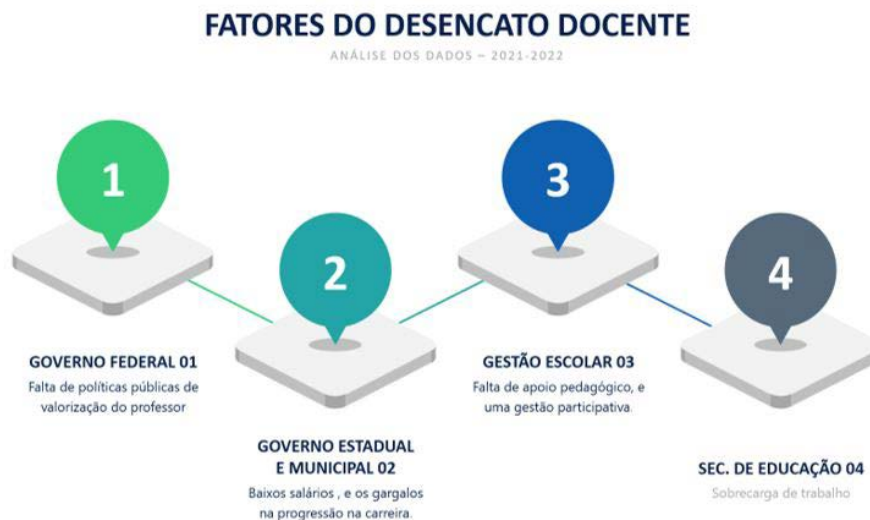 FATORES DO DESENCATO DOCENTE
ANÁLISE DOS DADOS – 2021-2022
1
2
3
4
GOVERNO FEDERAL 01
Falta de políticas públicas de
valorização do professor
GOVERNO ESTADUAL
E MUNICIPAL 02
Baixos salários , e os gargalos
na progressão na carreira.
GESTÃO ESCOLAR 03
Falta de apoio pedagógico, e
uma gestão participativa.
SEC. DE EDUCAÇÃO 04
Sobrecarga de trabalho